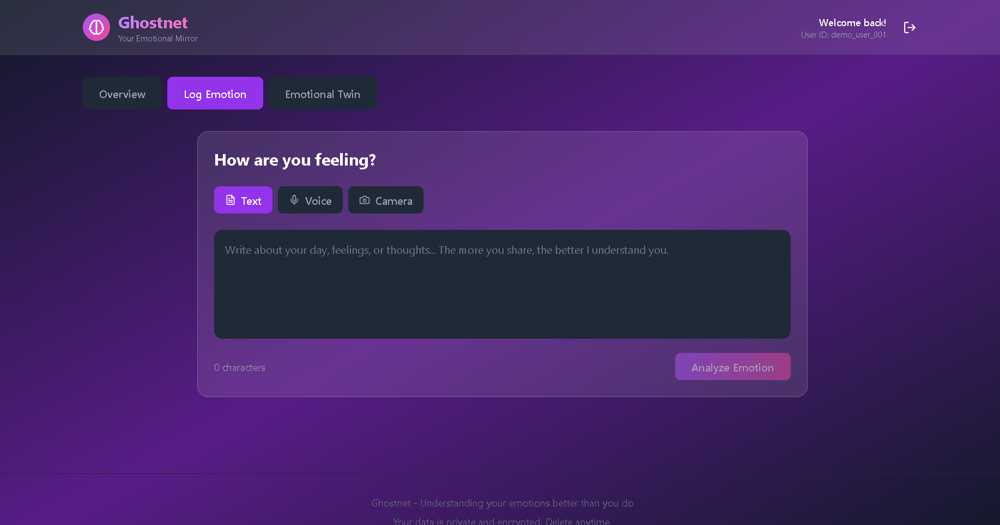 Ghostnet
Your Emotional Mirror
Welcome back!
User ID: demo_user_001
Overview
Log Emotion
Emotional Twin
How are you feeling?
Text
Voice
Camera
Write about your day, feelings, or thoughts... The more you share, the better I understand you.
0 characters
Analyze Emotion
Ghostnet - Understanding your emotions better than you do
Your data is private and encrypted. Delete anytime.